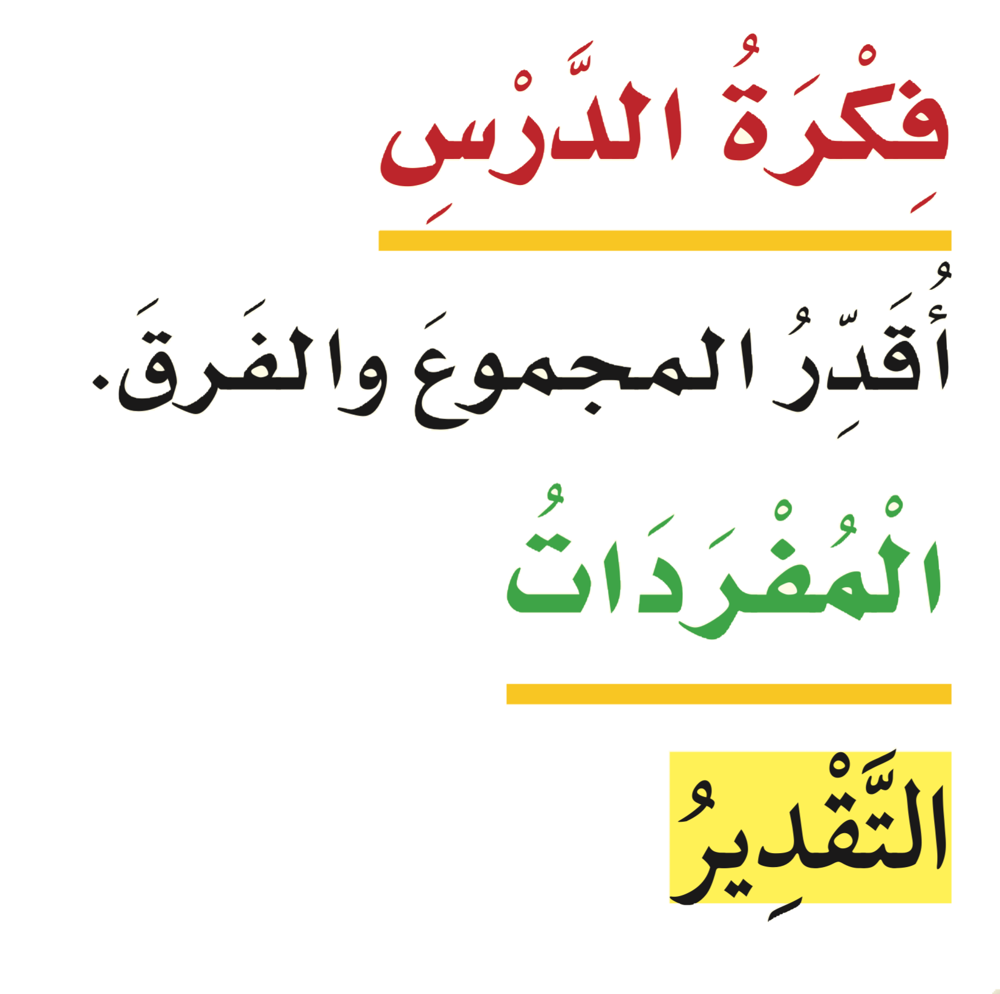 فِكْرَةُ الدَّرْسِ
أُقَدِّرُ المجموعَ والفَرقَ.
الْمُفْرَدَاتُ
التَّقْدِيرُ